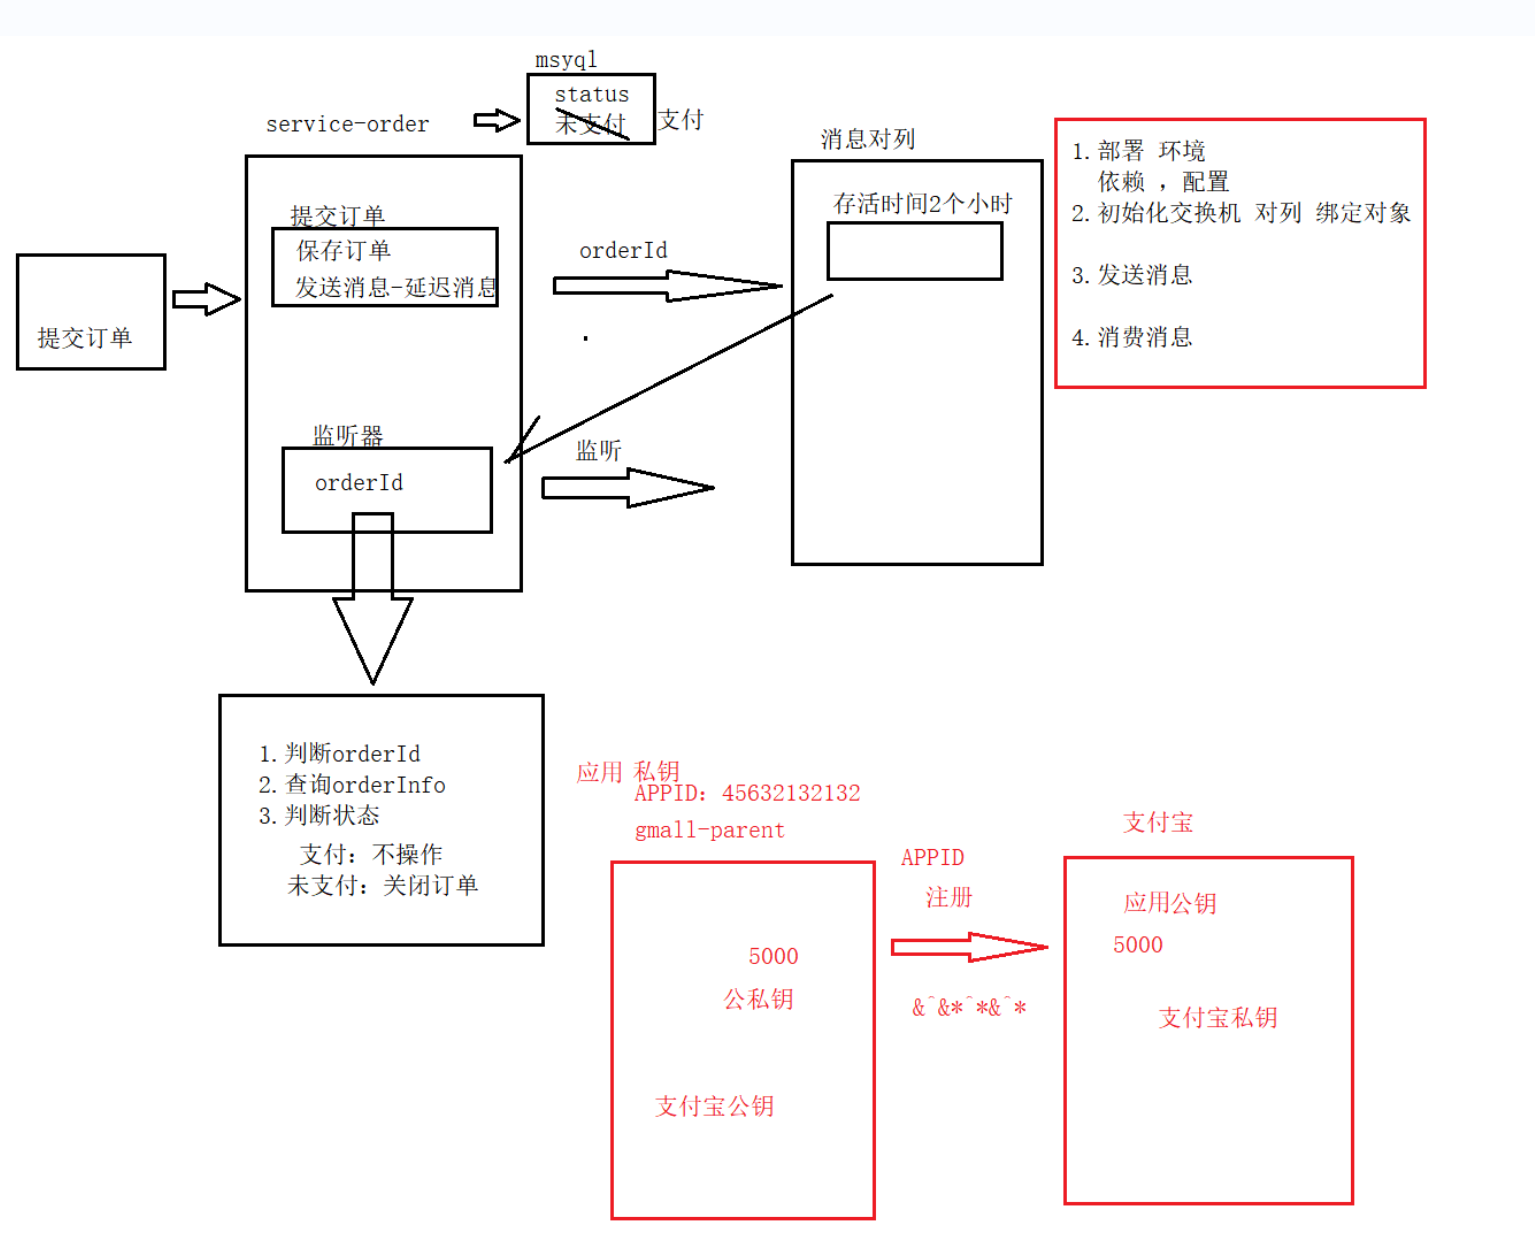 msyql
status
未支付
支付
service-order
提交订单
提交订单
保存订单
发送消息-延迟消息
orderId
消息对列
存活时间2个小时
监听器
orderId
监听
1.部署 环境
依赖 ，配置
2.初始化交换机 对列 绑定对象
3.发送消息
4.消费消息
1.判断orderId
2.查询orderInfo
3.判断状态
支付：不操作
未支付：关闭订单
应用 私钥
APPID：45632132132
gmall-parent
5000
公私钥
支付宝公钥
APPID
注册
&^&*^*&^*
支付宝
应用公钥
5000
支付宝私钥